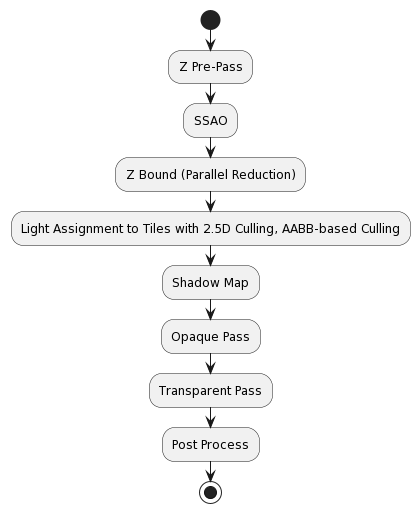 Z Pre-Pass
SSAO
Z Bound (Parallel Reduction)
Light Assignment to Tiles with 2.5D Culling, AABB-based Culling
Shadow Map
Opaque Pass
Transparent Pass
Post Process